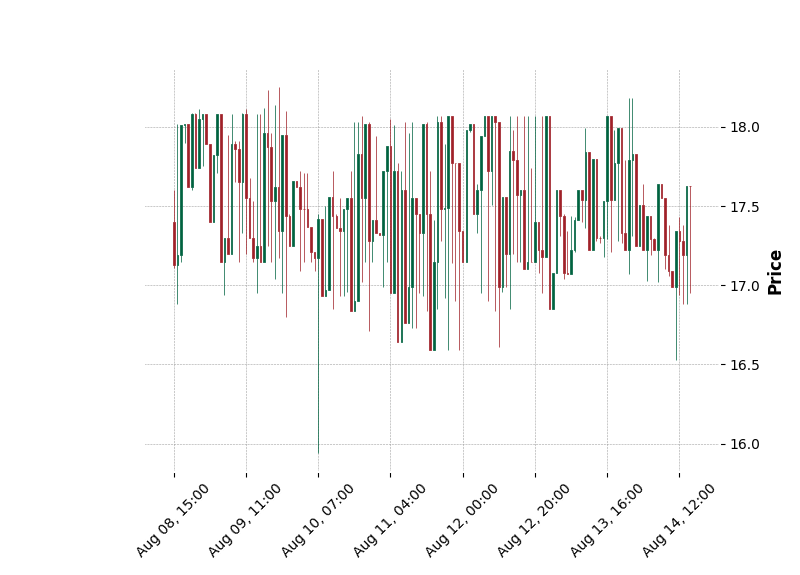 18.0
17.5
17.0
16.5
16.0
Price
Aug 08, 15:00
Aug 09, 11:00
Aug 10, 07:00
Aug 11, 04:00
Aug 12, 00:00
Aug 12, 20:00
Aug 13, 16:00
Aug 14, 12:00